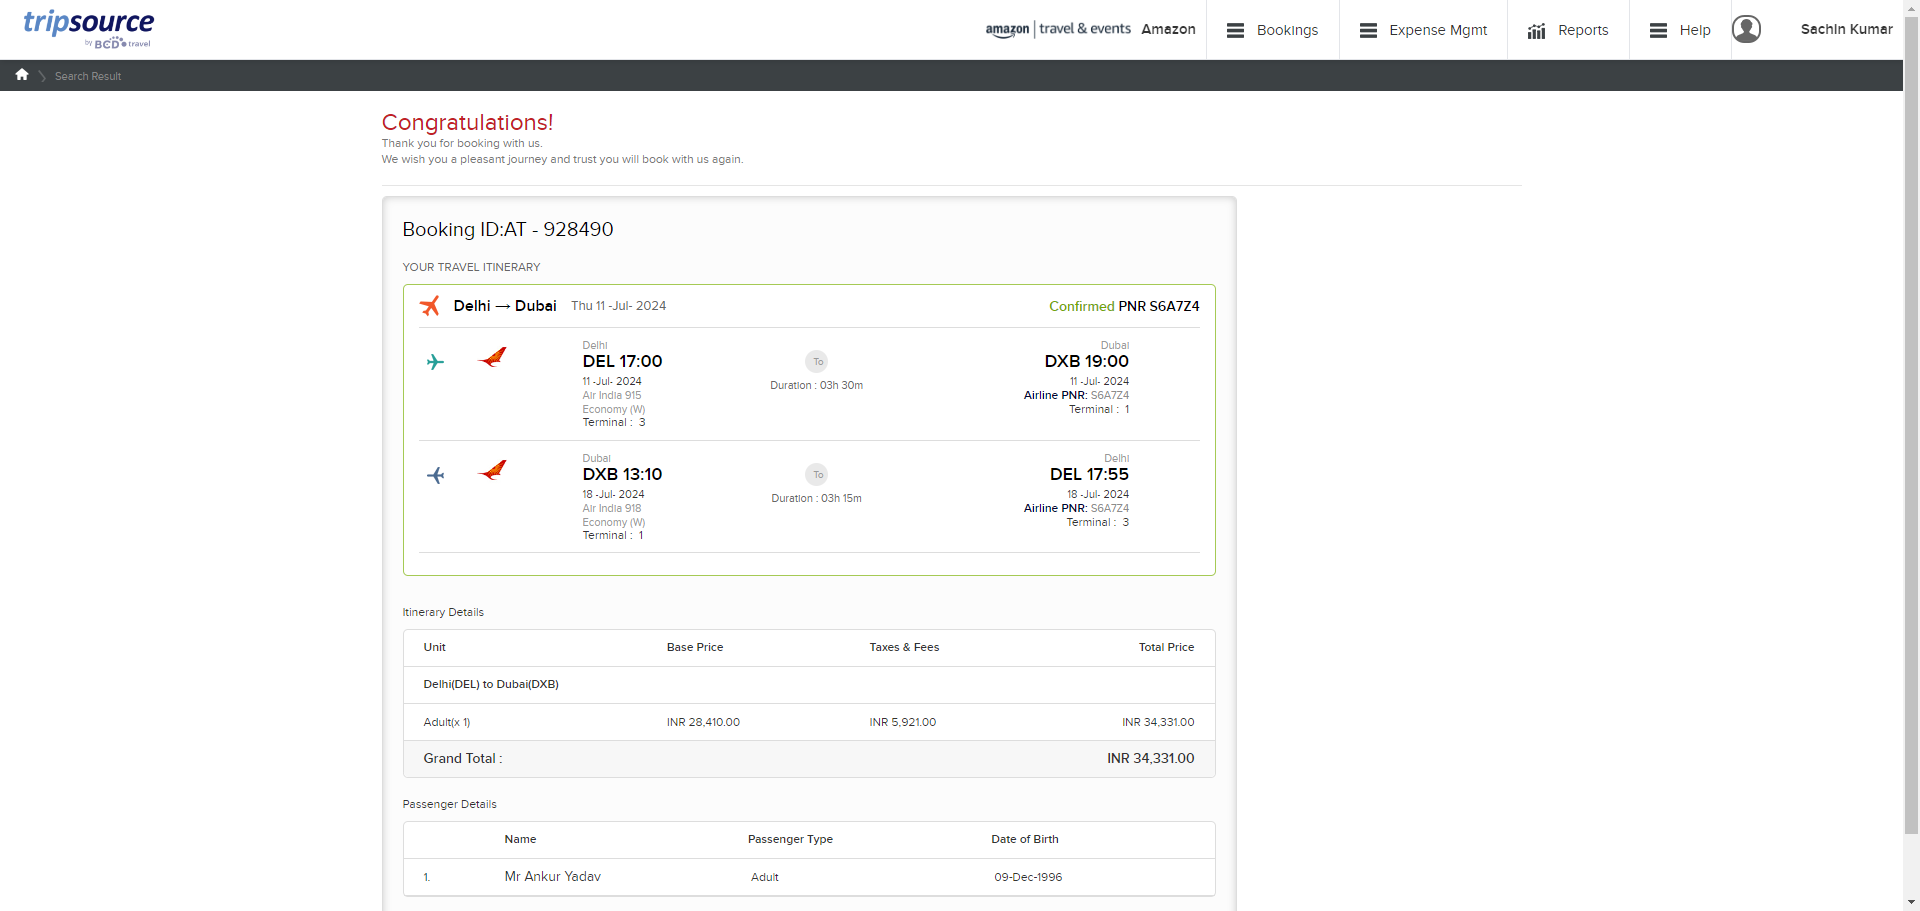 tripsource
by BCD travel
amazon | travel & events Amazon
Bookings
Expense Mgmt
Reports
Help
Sachin Kumar
Search Result
Congratulations!
Thank you for booking with us.
We wish you a pleasant journey and trust you will book with us again.
Booking ID:AT - 928490
YOUR TRAVEL ITINERARY
Delhi → Dubai Thu 11 -Jul- 2024 Confirmed PNR S6A7Z4
Delhi To Dubai
DEL 17:00 DXB 19:00
Duration : 03h 30m
11 -Jul- 2024 11 -Jul- 2024
Air India 915 Airline PNR: S6A7Z4
Economy (W) Terminal : 1
Terminal : 3
Dubai To Delhi
DXB 13:10 DEL 17:55
Duration : 03h 15m
18 -Jul- 2024 18 -Jul- 2024
Air India 918 Airline PNR: S6A7Z4
Economy (W) Terminal : 3
Terminal : 1
Itinerary Details
Unit Base Price Taxes & Fees Total Price
Delhi(DEL) to Dubai(DXB)
Adult(x 1) INR 28,410.00 INR 5,921.00 INR 34,331.00
Grand Total : INR 34,331.00
Passenger Details
Name Passenger Type Date of Birth
1. Mr Ankur Yadav Adult 09-Dec-1996